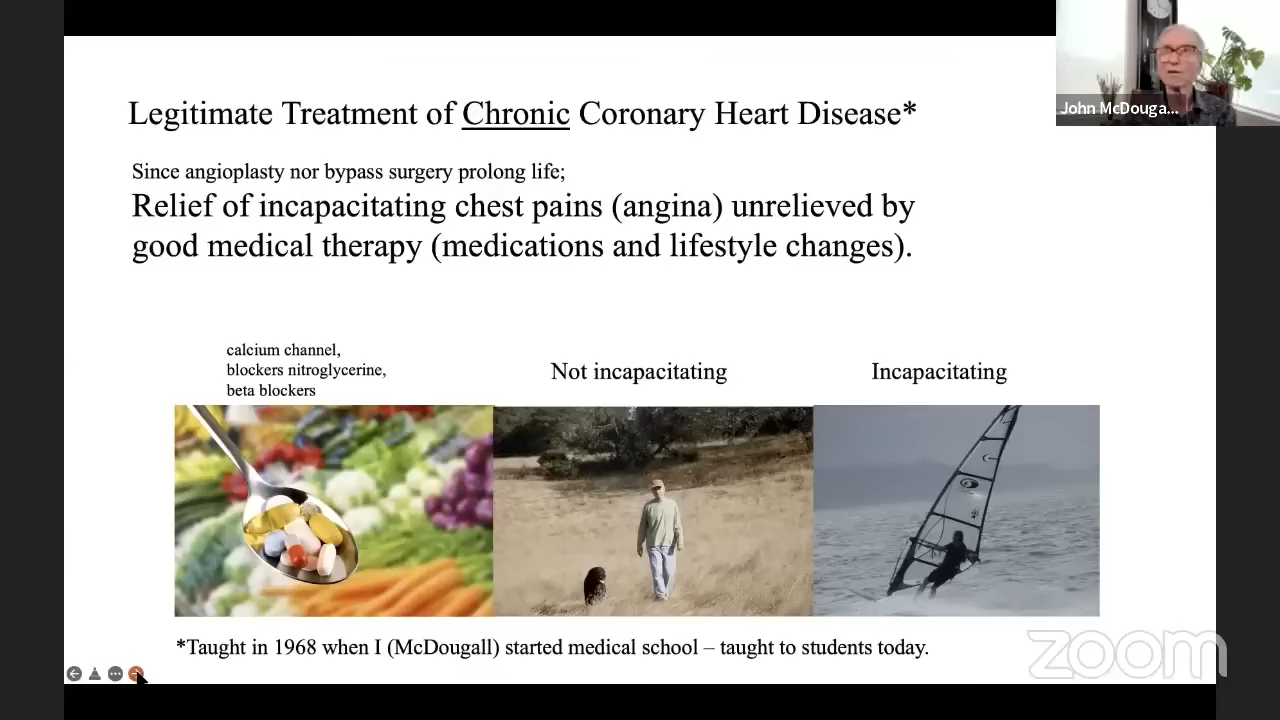 Legitimate Treatment of Chronic Coronary Heart Disease*
John McDouga...
Since angioplasty nor bypass surgery prolong life;
Relief of incapacitating chest pains (angina) unrelieved by
good medical therapy (medications and lifestyle changes).
calcium channel,
blockers nitroglycerine,
beta blockers
Not incapacitating
Incapacitating
*Taught in 1968 when I (McDougall) started medical school – taught to students today.
zoom